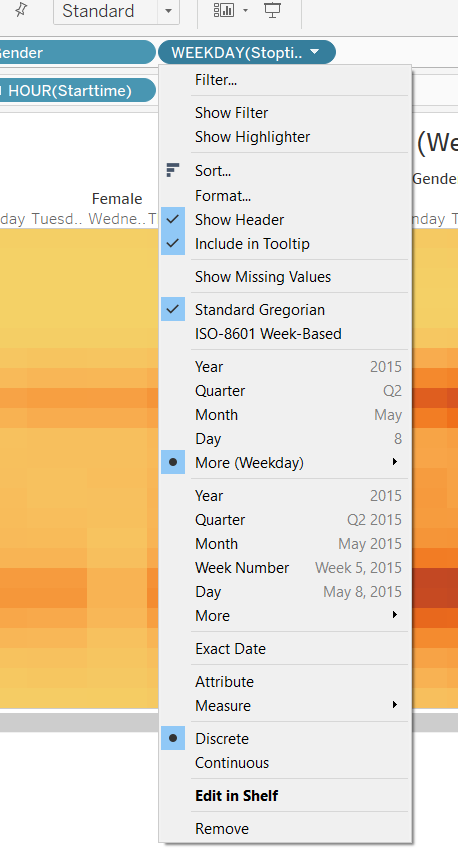 Standard
Gender WEEKDAY(Stopti..
HOUR(Starttime)
Filter...
Show Filter
Show Highlighter
Sort...
Format...
Show Header
Include in Tooltip
Show Missing Values
Standard Gregorian
ISO-8601 Week-Based
Year 2015
Quarter Q2
Month May
Day 8
More (Weekday)
Year 2015
Quarter Q2 2015
Month May 2015
Week Number Week 5, 2015
Day May 8, 2015
More
Exact Date
Attribute
Measure
Discrete
Continuous
Edit in Shelf
Remove
(We
Gende
Female
day Tuesd.. Wedne.. T
nday T